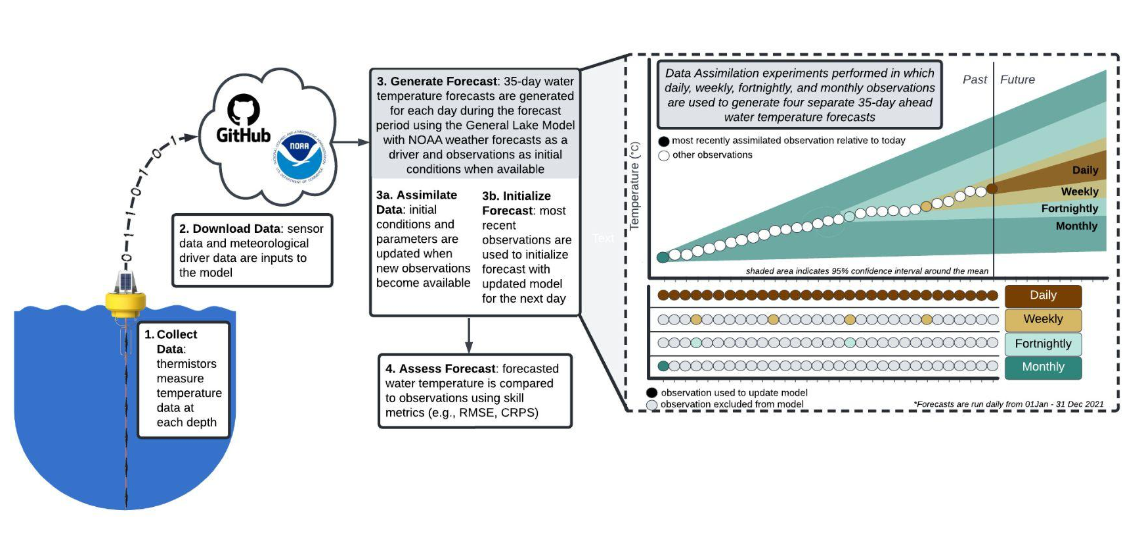 1. Collect
Data:
thermistors
measure
temperature
data at
each depth
0 1 1 0 1 0 1
GitHub
NOAA
2. Download Data: sensor
data and meteorological
driver data are inputs to
the model
3. Generate Forecast: 35-day water
temperature forecasts are generated
for each day during the forecast
period using the General Lake Model
with NOAA weather forecasts as a
driver and observations as initial
conditions when available
3a. Assimilate
Data: initial
conditions and
parameters are
updated when
new observations
become available
3b. Initialize
Forecast: most
recent
observations are
used to initialize
forecast with
updated model
for the next day
4. Assess Forecast: forecasted
water temperature is compared
to observations using skill
metrics (e.g., RMSE, CRPS)
Text
Data Assimilation experiments performed in which
daily, weekly, fortnightly, and monthly observations
are used to generate four separate 35-day ahead
water temperature forecasts
Past
Future
most recently assimilated observation relative to today
other observations
Temperature (°c)
Daily
Weekly
Fortnightly
Monthly
shaded area indicates 95% confidence interval around the mean
Daily
Weekly
Fortnightly
Monthly
observation used to update model
observation excluded from model
*Forecasts are run daily from 01Jan - 31 Dec 2021